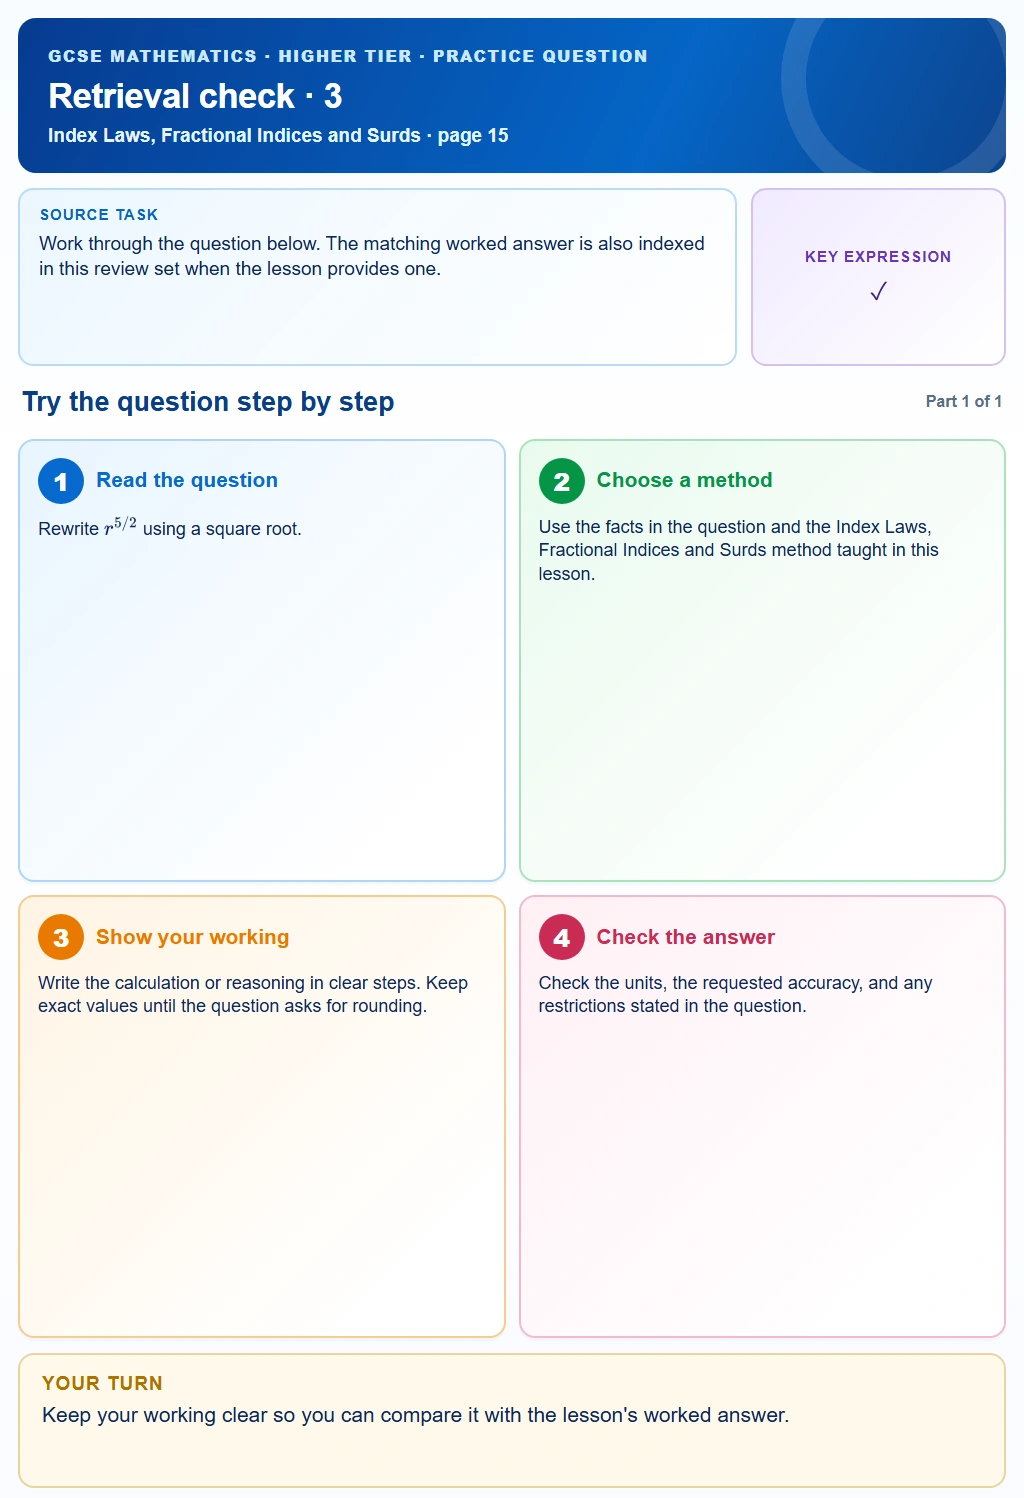 GCSE MATHEMATICS · HIGHER TIER · PRACTICE QUESTION
Retrieval check · 3
Index Laws, Fractional Indices and Surds · page 15
SOURCE TASK
Work through the question below. The matching worked answer is also indexed
in this review set when the lesson provides one.
KEY EXPRESSION
✓
Try the question step by step
Part 1 of 1
1 Read the question
Rewrite r^{5/2} using a square root.
2 Choose a method
Use the facts in the question and the Index Laws,
Fractional Indices and Surds method taught in this
lesson.
3 Show your working
Write the calculation or reasoning in clear steps. Keep
exact values until the question asks for rounding.
4 Check the answer
Check the units, the requested accuracy, and any
restrictions stated in the question.
YOUR TURN
Keep your working clear so you can compare it with the lesson's worked answer.